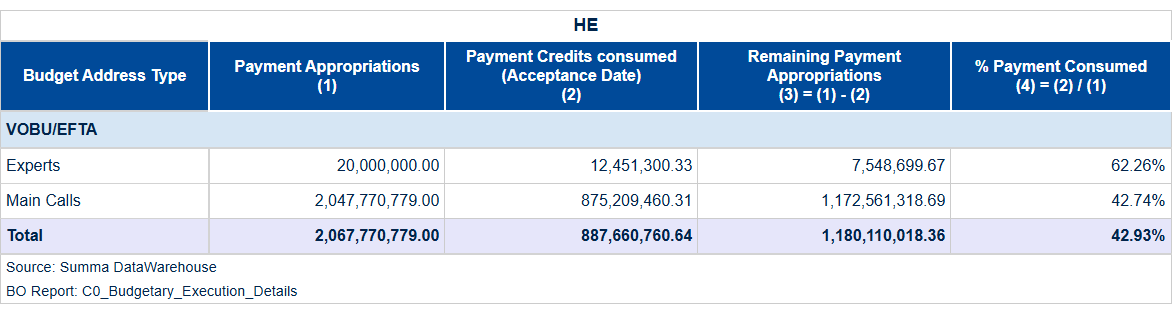 HE
Budget Address Type
Payment Appropriations
(1)
Payment Credits consumed
(Acceptance Date)
(2)
Remaining Payment
Appropriations
(3) = (1) - (2)
% Payment Consumed
(4) = (2) / (1)
VOBU/EFTA
Experts 20,000,000.00 12,451,300.33 7,548,699.67 62.26%
Main Calls 2,047,770,779.00 875,209,460.31 1,172,561,318.69 42.74%
Total 2,067,770,779.00 887,660,760.64 1,180,110,018.36 42.93%
Source: Summa DataWarehouse
BO Report: C0_Budgetary_Execution_Details